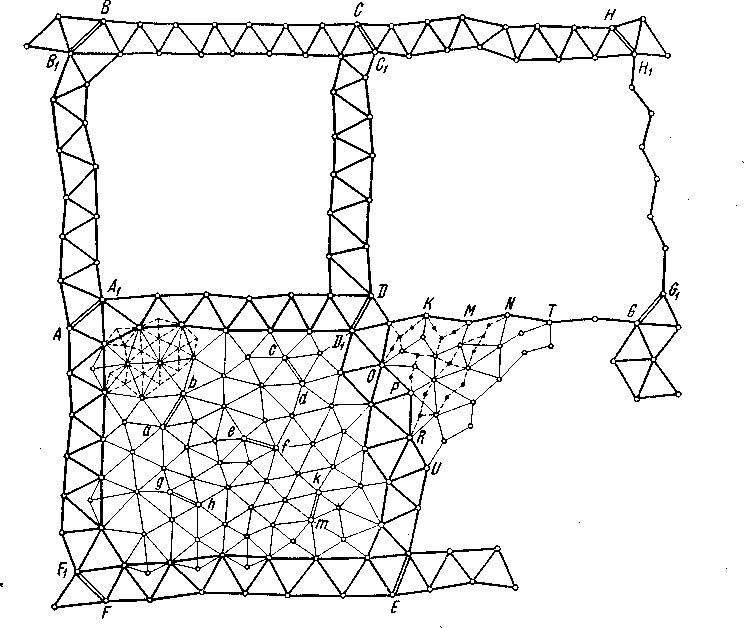 B C H
B₁ C₁ H₁
A₁ D G₁
A D₁ K M N T G
O P
c d
b
a e f R
U
g h k
m
F₁
F E